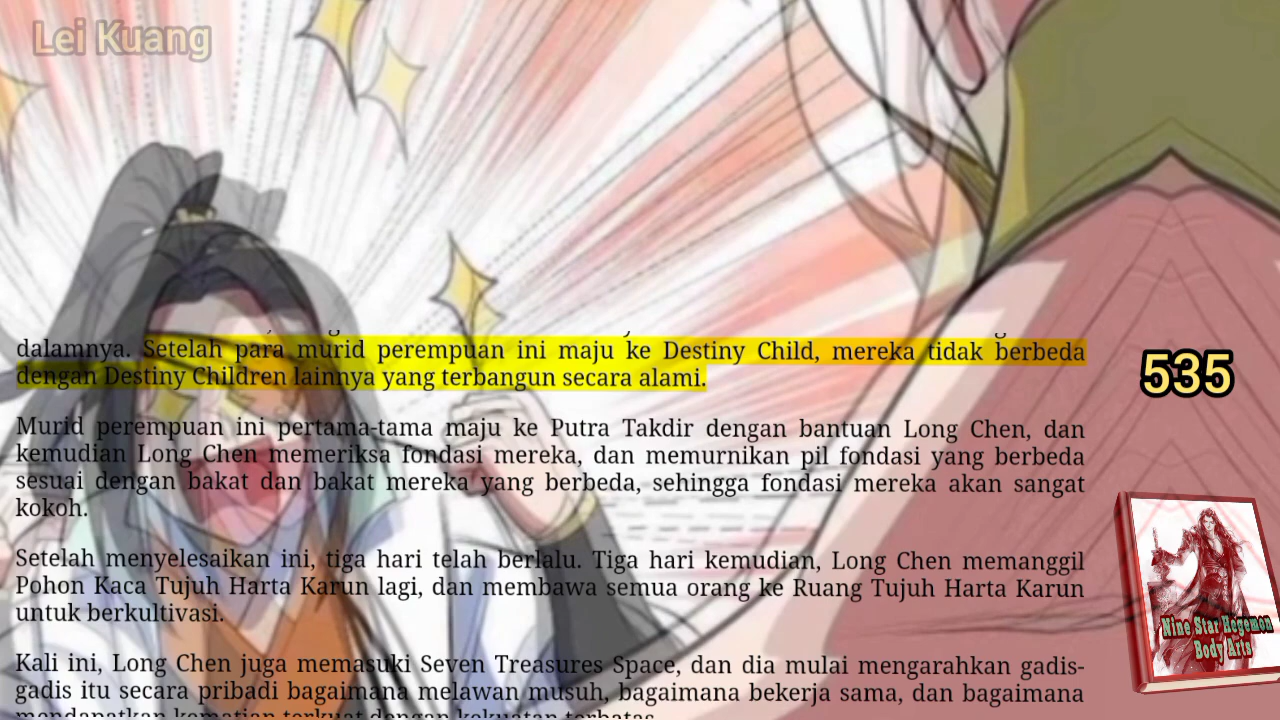 Lei Kuang
dalamnya. Setelah para murid perempuan ini maju ke Destiny Child, mereka tidak berbeda
dengan Destiny Children lainnya yang terbangun secara alami.
Murid perempuan ini pertama-tama maju ke Putra Takdir dengan bantuan Long Chen, dan
kemudian Long Chen memeriksa fondasi mereka, dan memurnikan pil fondasi yang berbeda
sesuai dengan bakat dan bakat mereka yang berbeda, sehingga fondasi mereka akan sangat
kokoh.
Setelah menyelesaikan ini, tiga hari telah berlalu. Tiga hari kemudian, Long Chen memanggil
Pohon Kaca Tujuh Harta Karun lagi, dan membawa semua orang ke Ruang Tujuh Harta Karun
untuk berkultivasi.
Kali ini, Long Chen juga memasuki Seven Treasures Space, dan dia mulai mengarahkan gadis-
gadis itu secara pribadi bagaimana melawan musuh, bagaimana bekerja sama, dan bagaimana
mendapatkan kematian terkuat dengan kekuatan terbatas.
535
Nine Star Hegemon
Body Arts